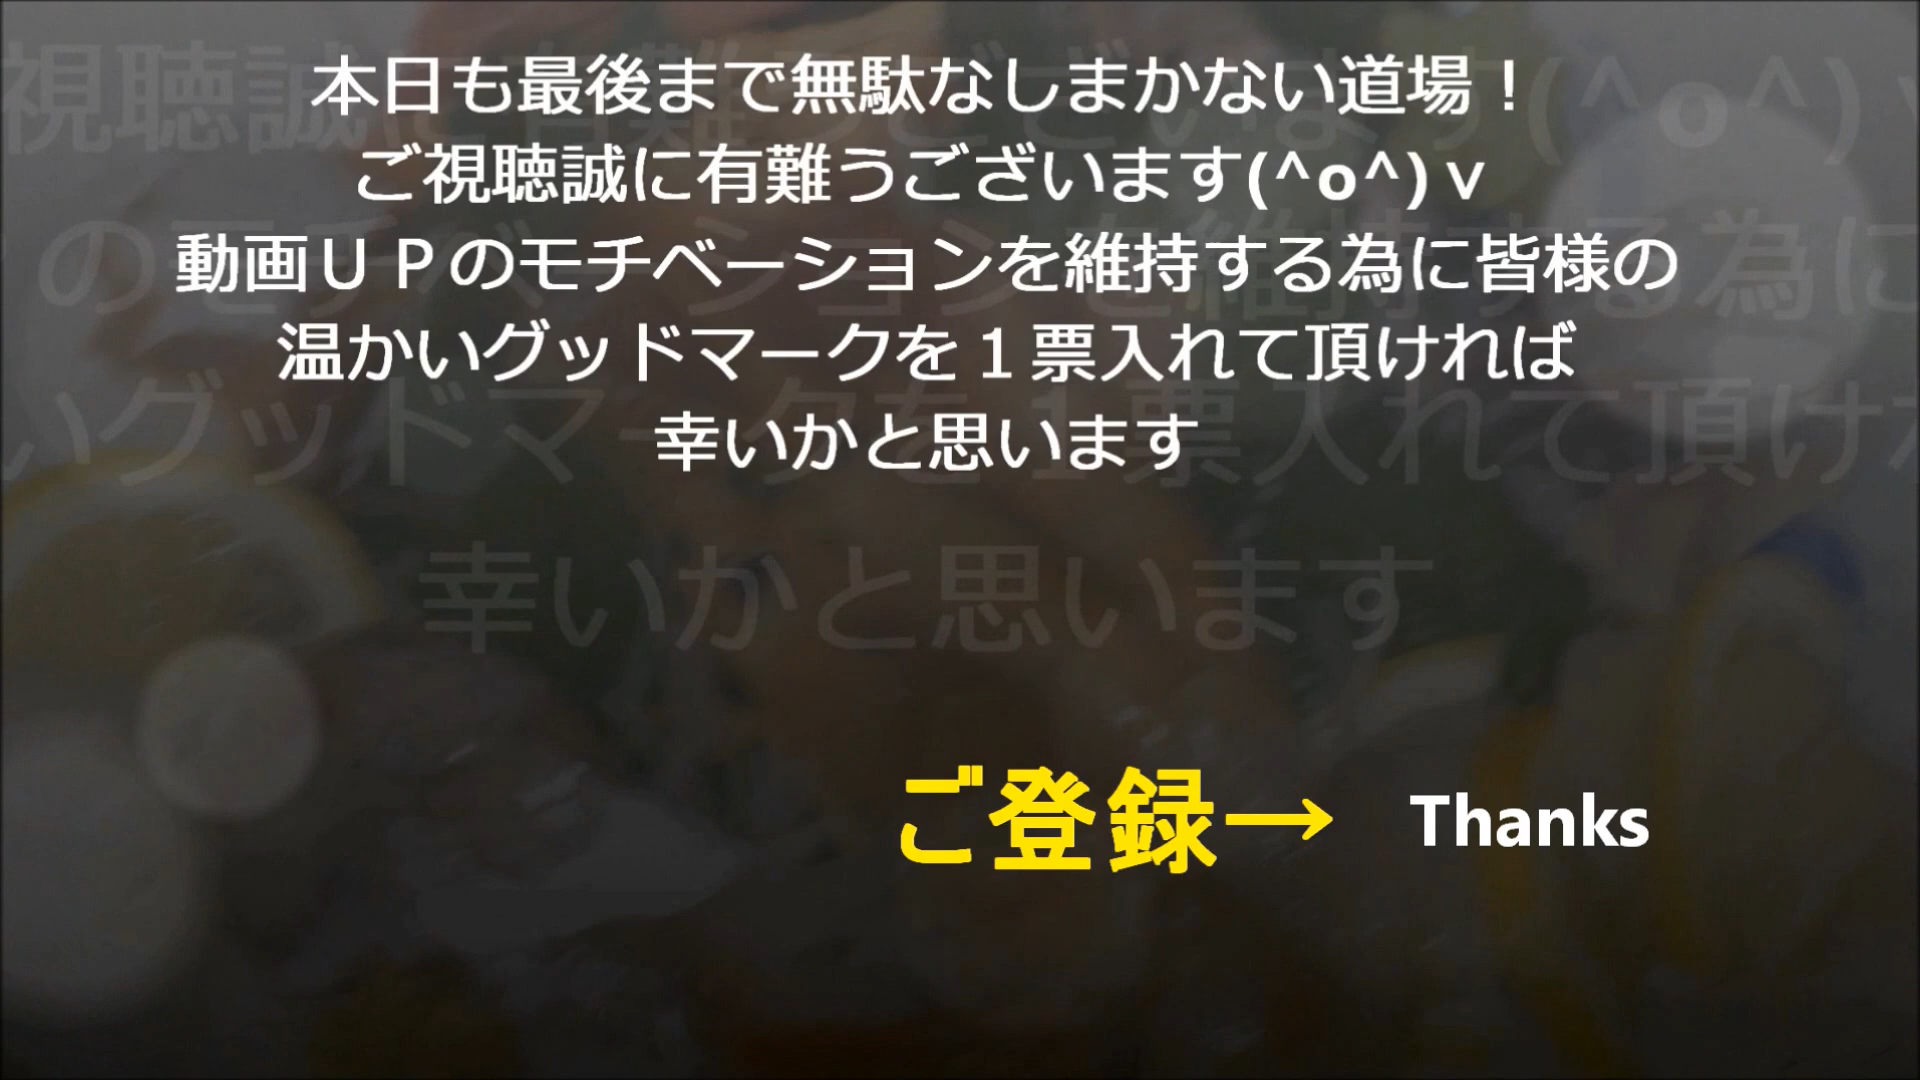 本日も最後まで無駄なしまかない道場！
ご視聴誠に有難うございます(^o^)ｖ
動画ＵＰのモチベーションを維持する為に皆様の
温かいグッドマークを１票入れて頂ければ
幸いかと思います
ご登録→ Thanks